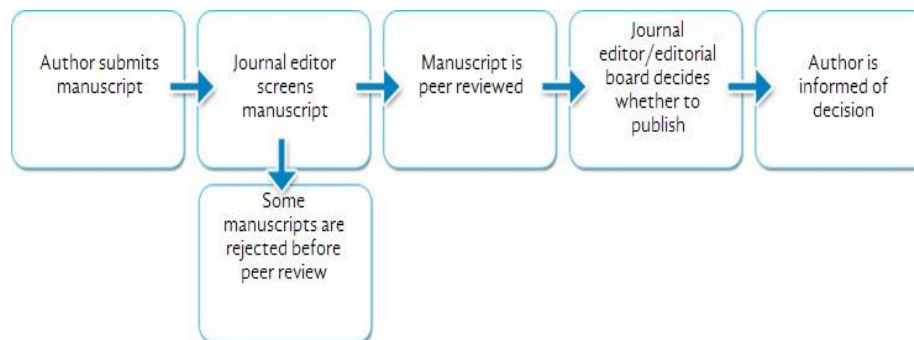 Author submits
manuscript
Journal editor
screens
manuscript
Manuscript is
peer reviewed
Journal
editor/editorial
board decides
whether to
publish
Author is
informed of
decision
Some
manuscripts are
rejected before
peer review